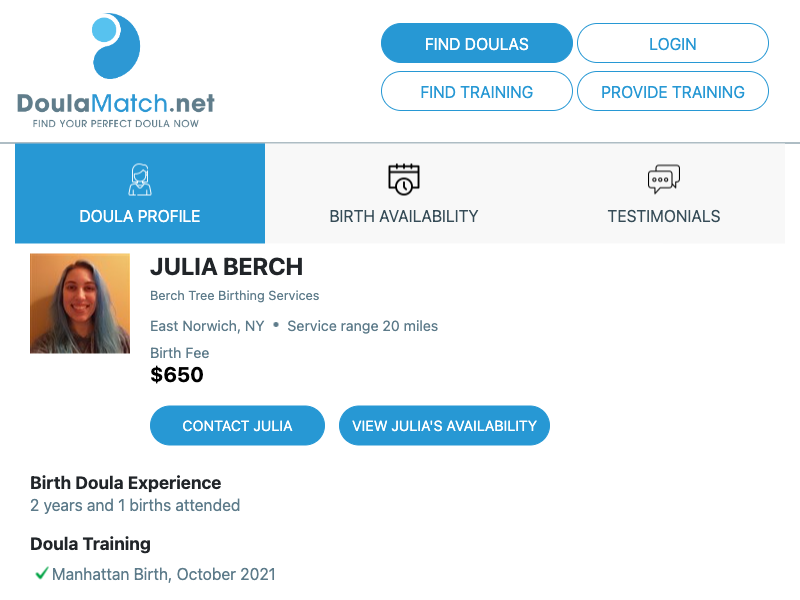 DoulaMatch.net
FIND YOUR PERFECT DOULA NOW
FIND DOULAS
LOGIN
FIND TRAINING
PROVIDE TRAINING
DOULA PROFILE
BIRTH AVAILABILITY
TESTIMONIALS
JULIA BERCH
Berch Tree Birthing Services
East Norwich, NY • Service range 20 miles
Birth Fee
$650
CONTACT JULIA
VIEW JULIA'S AVAILABILITY
Birth Doula Experience
2 years and 1 births attended
Doula Training
Manhattan Birth, October 2021